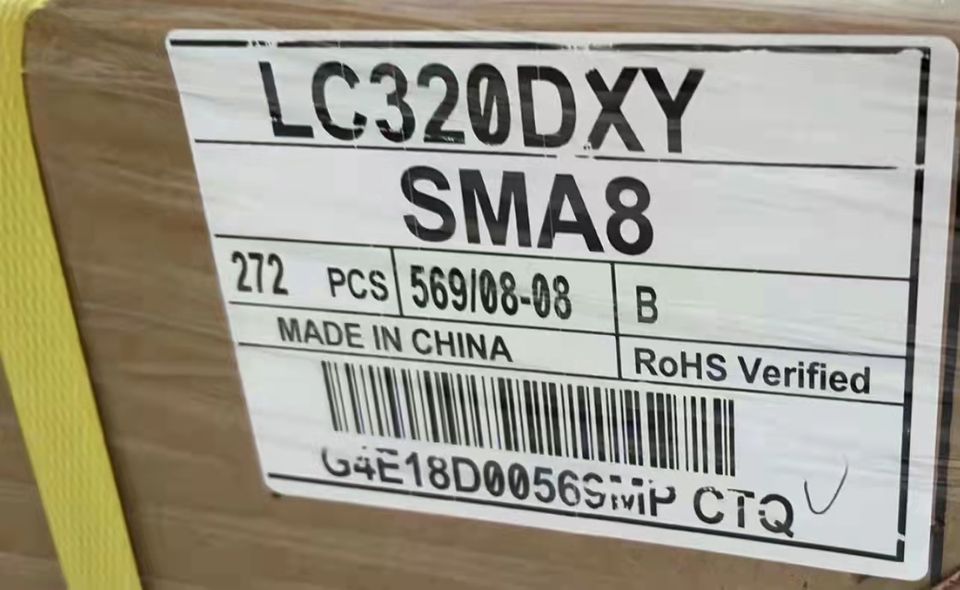 LC320DXY
SMA8
272 PCS 569/08-08 B
MADE IN CHINA RoHS Verified
G4E18D0056SMP CTQ